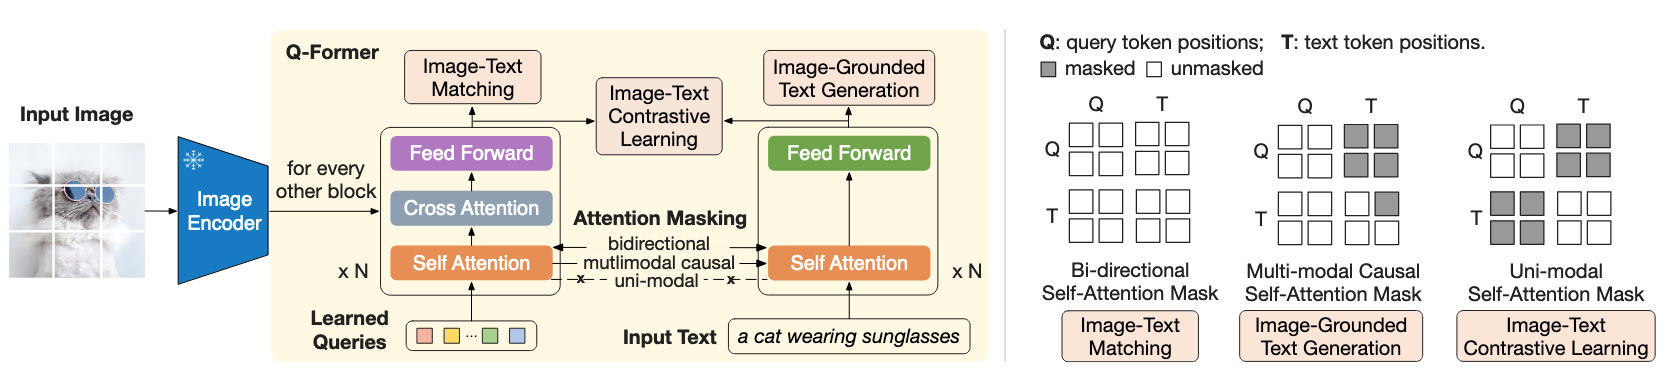 Input Image
Image
Encoder
for every
other block
Q-Former
Image-Text
Matching
Image-Text
Contrastive
Learning
Image-Grounded
Text Generation
Feed Forward
Cross Attention
Self Attention
x N
Learned
Queries
...
Attention Masking
bidirectional
mutlimodal causal
x uni-modal x
Feed Forward
Self Attention
x N
Input Text
a cat wearing sunglasses
Q: query token positions; T: text token positions.
masked unmasked
Q T
Q
T
Bi-directional
Self-Attention Mask
Image-Text
Matching
Q T
Q
T
Multi-modal Causal
Self-Attention Mask
Image-Grounded
Text Generation
Q T
Q
T
Uni-modal
Self-Attention Mask
Image-Text
Contrastive Learning